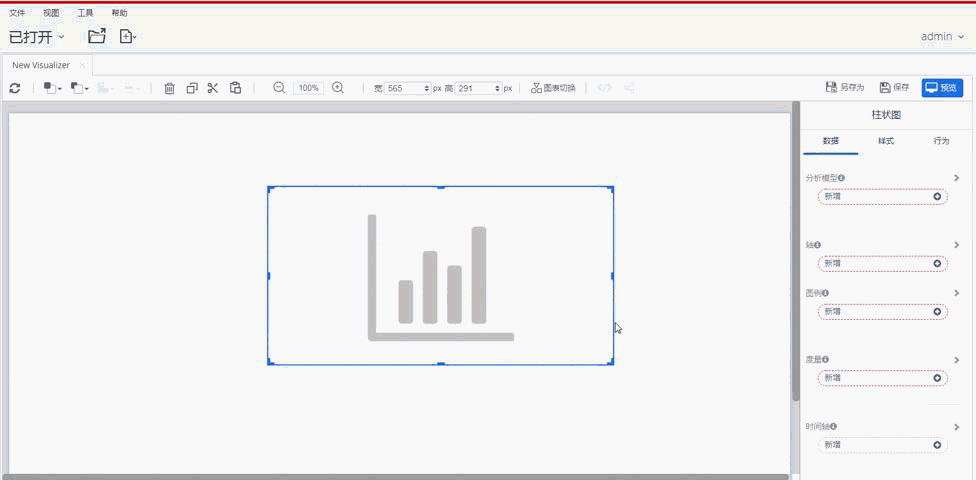 文件 视图 工具 帮助
已打开
admin
New Visualizer ×
100% 宽 565 px 高 291 px 图表切换 另存为 保存 预览
柱状图
数据 样式 行为
分析模型
新增
轴
新增
图例
新增
度量
新增
时间轴
新增